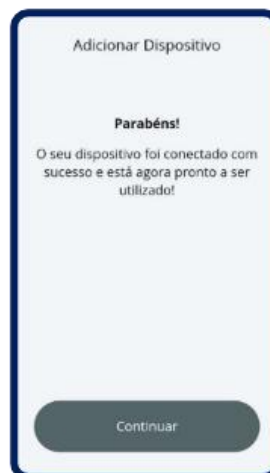 Adicionar Dispositivo
Parabéns!
O seu dispositivo foi conectado com
sucesso e está agora pronto a ser
utilizado!
Continuar